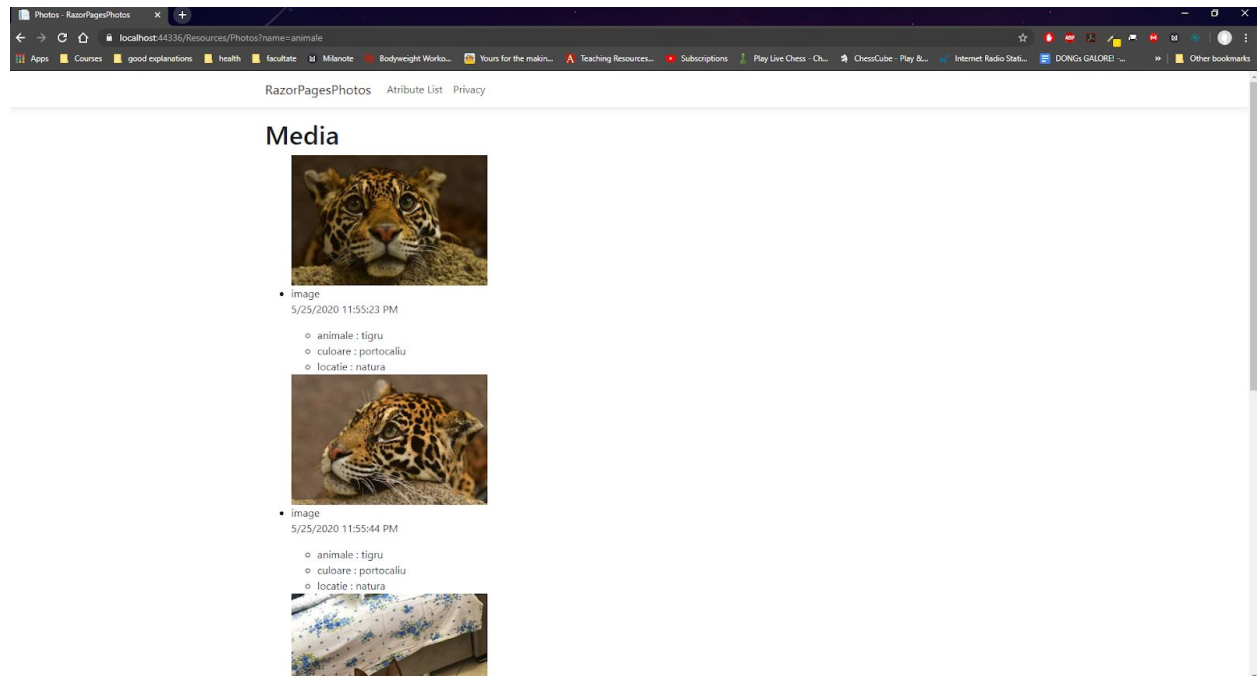 Photos - RazorPagesPhotos
localhost:44336/Resources/Photos?name=animale
Apps Courses good explanations health facultate Milanote Bodyweight Worko... Yours for the makin... Teaching Resources... Subscriptions Play Live Chess - Ch... ChessCube - Play &... Internet Radio Stati... DONGs GALORE! -... » Other bookmarks
RazorPagesPhotos Atribute List Privacy
Media
image
5/25/2020 11:55:23 PM
animale : tigru
culoare : portocaliu
locatie : natura
image
5/25/2020 11:55:44 PM
animale : tigru
culoare : portocaliu
locatie : natura